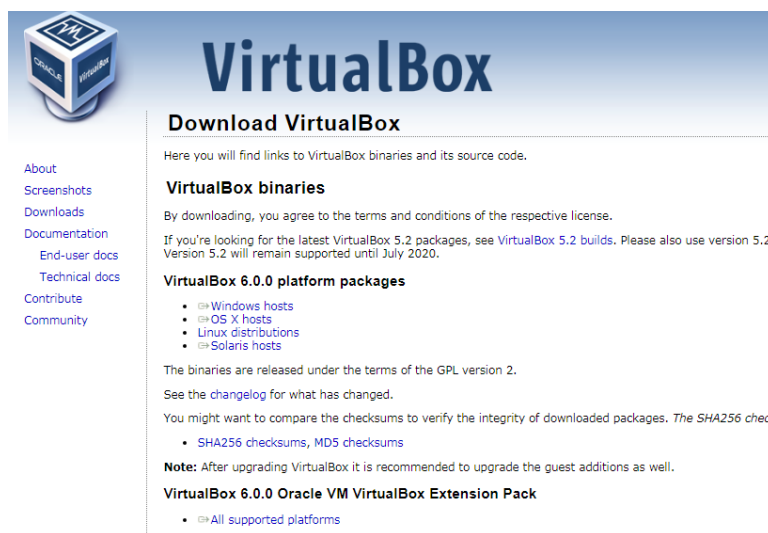 ORACLE
VirtualBox
VirtualBox
Download VirtualBox
Here you will find links to VirtualBox binaries and its source code.
About
Screenshots
Downloads
Documentation
End-user docs
Technical docs
Contribute
Community
VirtualBox binaries
By downloading, you agree to the terms and conditions of the respective license.
If you're looking for the latest VirtualBox 5.2 packages, see VirtualBox 5.2 builds. Please also use version 5.2
Version 5.2 will remain supported until July 2020.
VirtualBox 6.0.0 platform packages
Windows hosts
OS X hosts
Linux distributions
Solaris hosts
The binaries are released under the terms of the GPL version 2.
See the changelog for what has changed.
You might want to compare the checksums to verify the integrity of downloaded packages. The SHA256 chec
SHA256 checksums, MD5 checksums
Note: After upgrading VirtualBox it is recommended to upgrade the guest additions as well.
VirtualBox 6.0.0 Oracle VM VirtualBox Extension Pack
All supported platforms